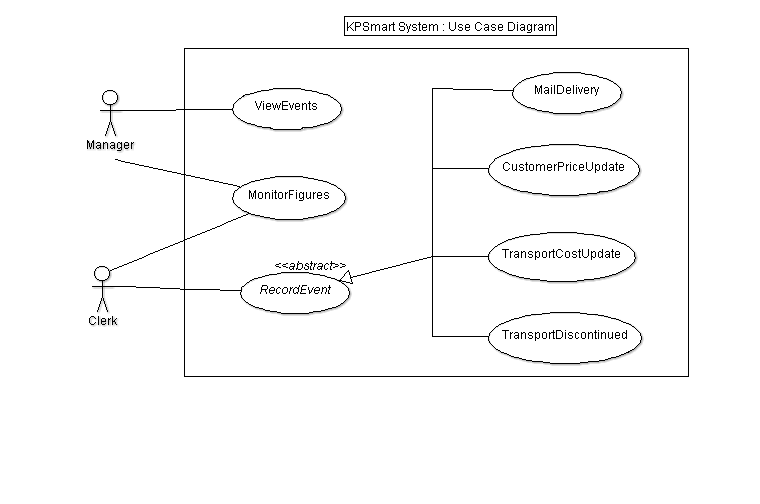 KPSmart System : Use Case Diagram
MailDelivery
ViewEvents
Manager
CustomerPriceUpdate
MonitorFigures
TransportCostUpdate
<<abstract>>
RecordEvent
Clerk
TransportDiscontinued